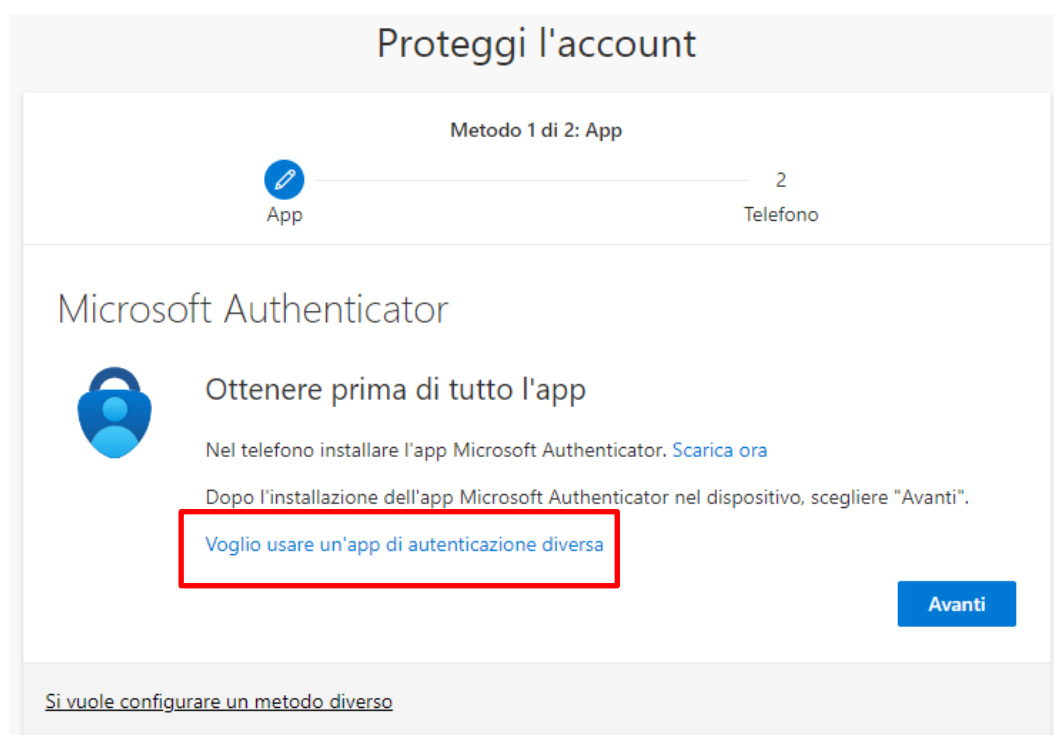 Proteggi l'account
Metodo 1 di 2: App
App
2
Telefono
Microsoft Authenticator
Ottenere prima di tutto l'app
Nel telefono installare l'app Microsoft Authenticator. Scarica ora
Dopo l'installazione dell'app Microsoft Authenticator nel dispositivo, scegliere "Avanti".
Voglio usare un'app di autenticazione diversa
Avanti
Si vuole configurare un metodo diverso